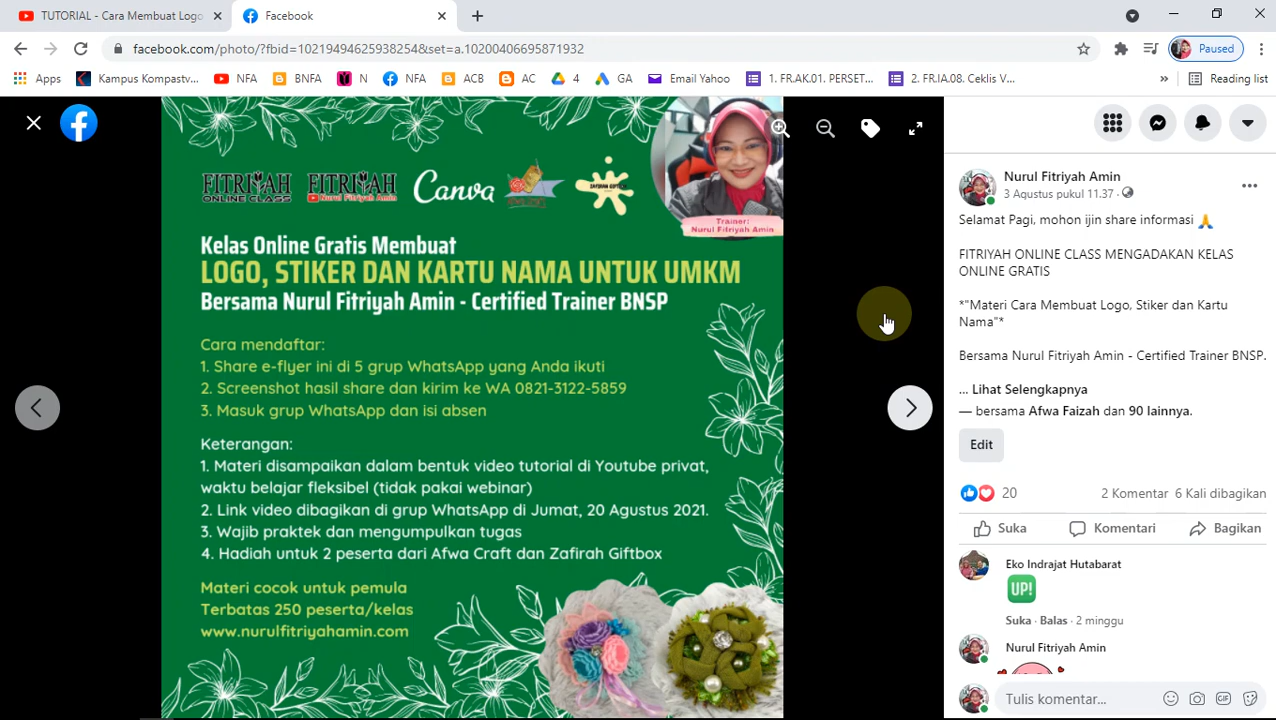 TUTORIAL - Cara Membuat Logo
Facebook
facebook.com/photo/?fbid=10219494625938254&set=a.10200406695871932
Paused
Apps
Kampus Kompastv...
NFA
BNFA
N
NFA
ACB
AC
4
GA
Email Yahoo
1. FR.AK.01. PERSET...
2. FR.IA.08. Ceklis V...
»
Reading list
FITRIYAH
ONLINE CLASS
FITRIYAH
Nurul Fitriyah Amin
Canva
Trainer:
Nurul Fitriyah Amin
Kelas Online Gratis Membuat
LOGO, STIKER DAN KARTU NAMA UNTUK UMKM
Bersama Nurul Fitriyah Amin - Certified Trainer BNSP
Cara mendaftar:
1. Share e-flyer ini di 5 grup WhatsApp yang Anda ikuti
2. Screenshot hasil share dan kirim ke WA 0821-3122-5859
3. Masuk grup WhatsApp dan isi absen
Keterangan:
1. Materi disampaikan dalam bentuk video tutorial di Youtube privat,
waktu belajar fleksibel (tidak pakai webinar)
2. Link video dibagikan di grup WhatsApp di Jumat, 20 Agustus 2021.
3. Wajib praktek dan mengumpulkan tugas
4. Hadiah untuk 2 peserta dari Afwa Craft dan Zafirah Giftbox
Materi cocok untuk pemula
Terbatas 250 peserta/kelas
www.nurulfitriyahamin.com
Nurul Fitriyah Amin
3 Agustus pukul 11.37 ·
Selamat Pagi, mohon ijin share informasi 🙏
FITRIYAH ONLINE CLASS MENGADAKAN KELAS
ONLINE GRATIS
*"Materi Cara Membuat Logo, Stiker dan Kartu
Nama"*
Bersama Nurul Fitriyah Amin - Certified Trainer BNSP.
... Lihat Selengkapnya
— bersama Afwa Faizah dan 90 lainnya.
Edit
20
2 Komentar 6 Kali dibagikan
Suka
Komentari
Bagikan
Eko Indrajat Hutabarat
UP!
Suka · Balas · 2 minggu
Nurul Fitriyah Amin
Tulis komentar...
GIF